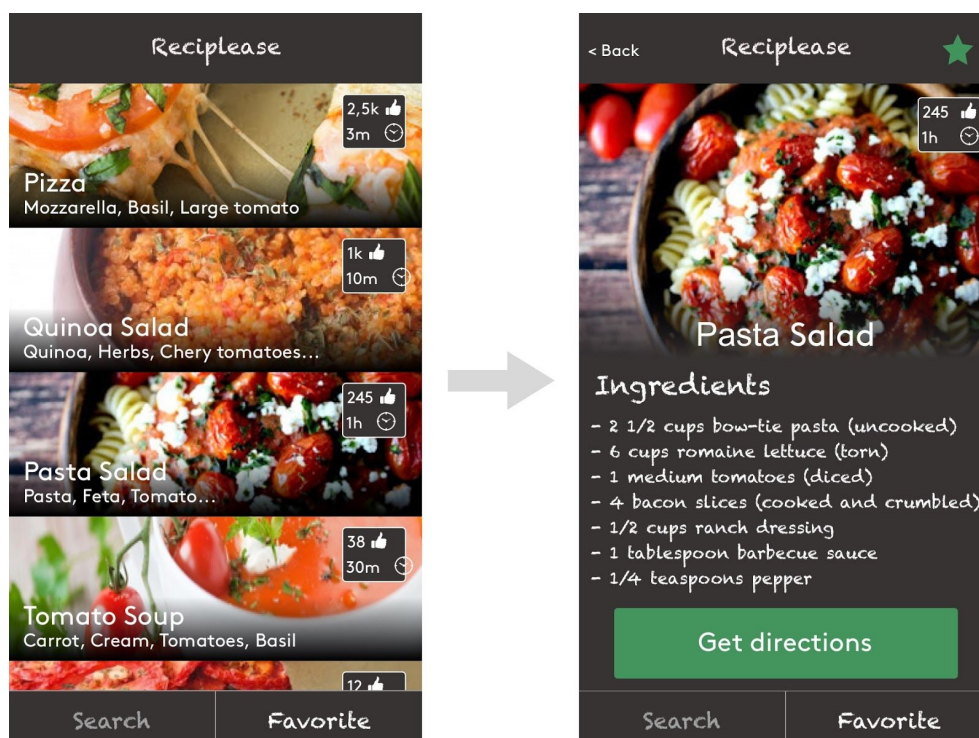 Reciplease
2,5k
3m
Pizza
Mozzarella, Basil, Large tomato
1k
10m
Quinoa Salad
Quinoa, Herbs, Chery tomatoes...
245
1h
Pasta Salad
Pasta, Feta, Tomato...
38
30m
Tomato Soup
Carrot, Cream, Tomatoes, Basil
12
Search
Favorite
< Back
Reciplease
245
1h
Pasta Salad
Ingredients
- 2 1/2 cups bow-tie pasta (uncooked)
- 6 cups romaine lettuce (torn)
- 1 medium tomatoes (diced)
- 4 bacon slices (cooked and crumbled)
- 1/2 cups ranch dressing
- 1 tablespoon barbecue sauce
- 1/4 teaspoons pepper
Get directions
Search
Favorite